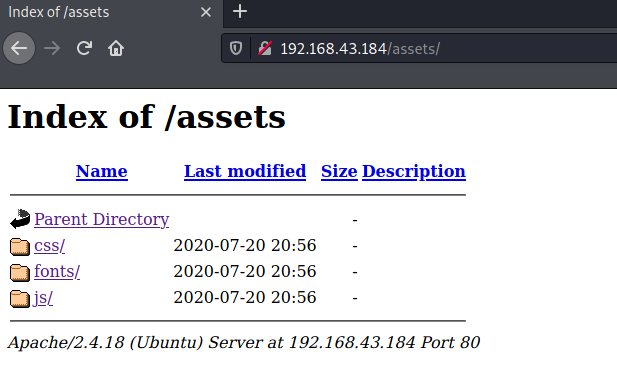 Index of /assets
192.168.43.184/assets/
Index of /assets
Name Last modified Size Description
Parent Directory -
css/ 2020-07-20 20:56 -
fonts/ 2020-07-20 20:56 -
js/ 2020-07-20 20:56 -
Apache/2.4.18 (Ubuntu) Server at 192.168.43.184 Port 80